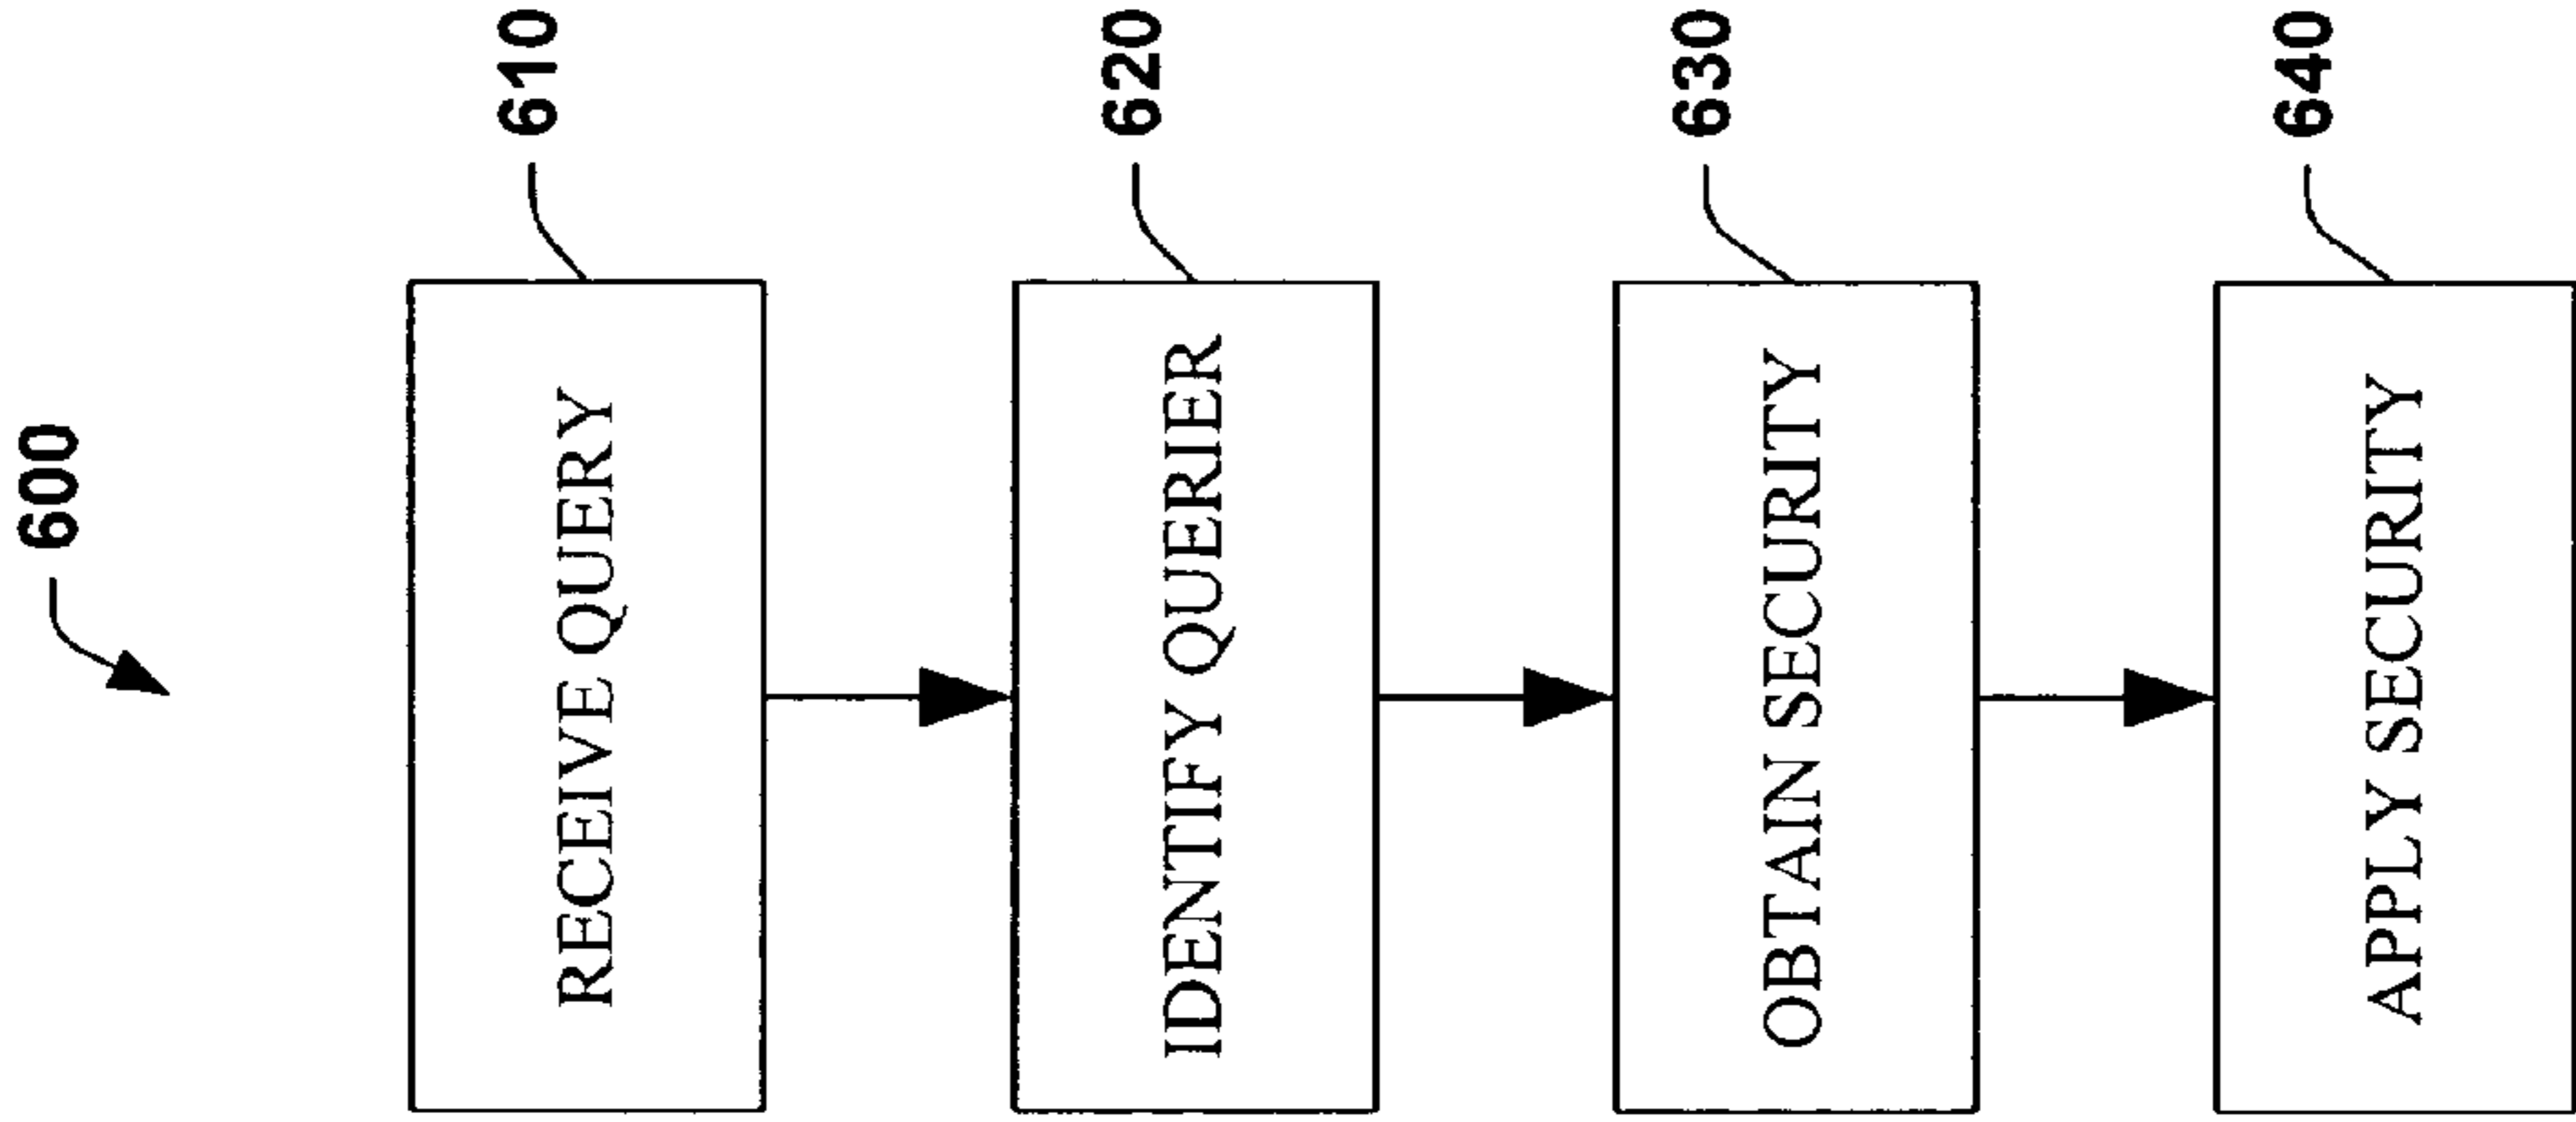 600
RECEIVE QUERY
610
IDENTIFY QUERIER
620
OBTAIN SECURITY
630
APPLY SECURITY
640